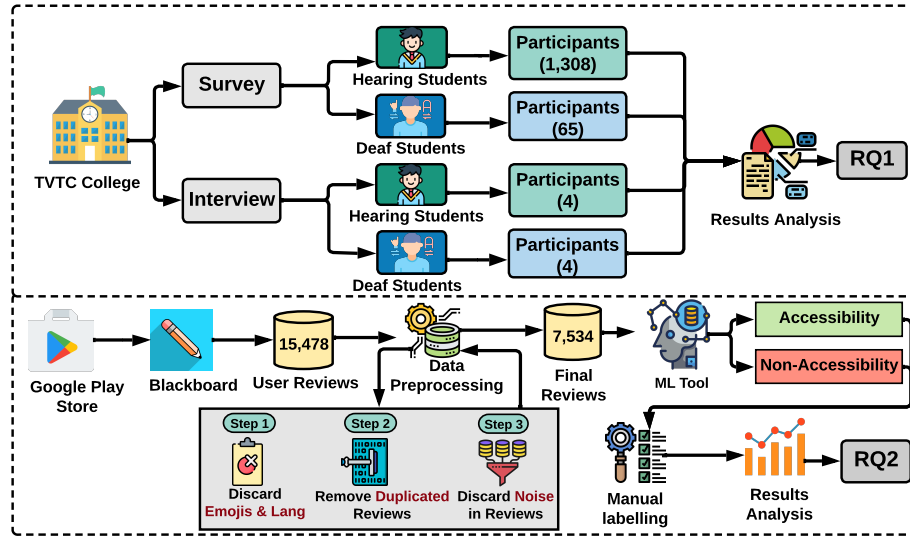 TVTC College
Survey
Interview
Hearing Students
Deaf Students
Hearing Students
Deaf Students
Participants
(1,308)
Participants
(65)
Participants
(4)
Participants
(4)
Results Analysis
RQ1
Google Play
Store
Blackboard
15,478
User Reviews
Data
Preprocessing
7,534
Final
Reviews
ML Tool
Accessibility
Non-Accessibility
Step 1
Discard
Emojis & Lang
Step 2
Remove Duplicated
Reviews
Step 3
Discard Noise
in Reviews
Manual
labelling
Results
Analysis
RQ2